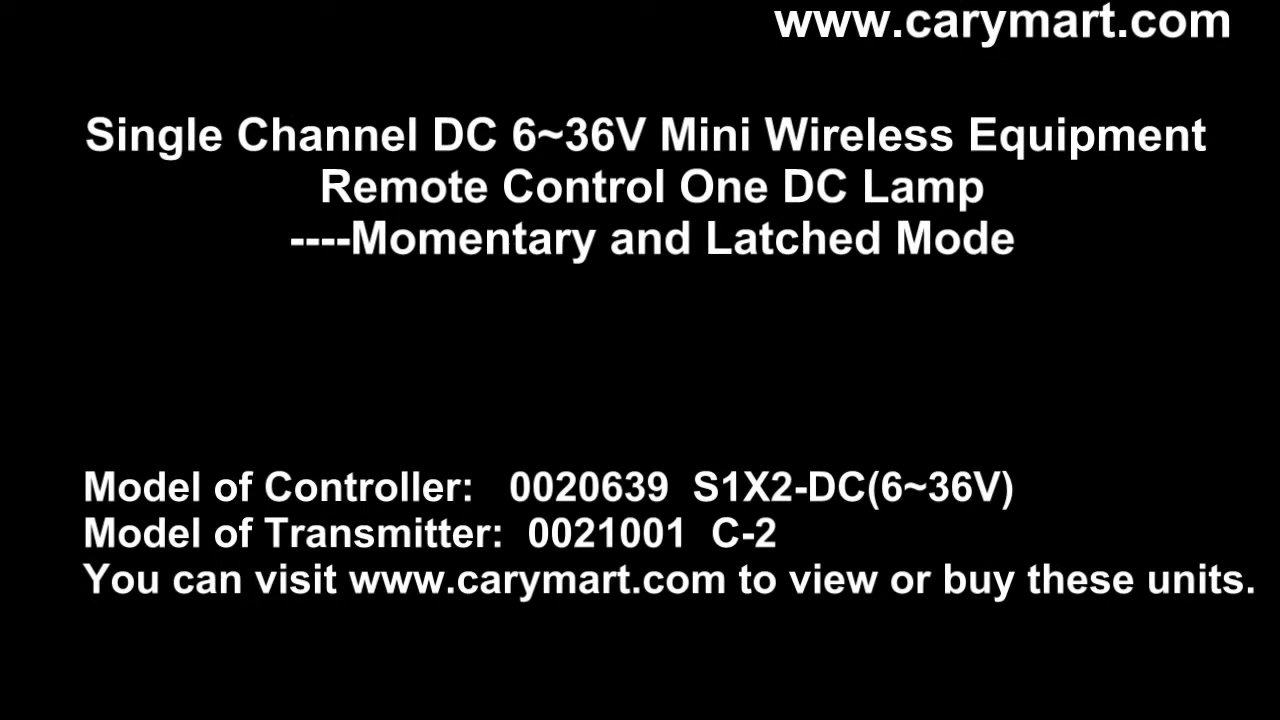 www.carymart.com
Single Channel DC 6~36V Mini Wireless Equipment
Remote Control One DC Lamp
----Momentary and Latched Mode
Model of Controller: 0020639 S1X2-DC(6~36V)
Model of Transmitter: 0021001 C-2
You can visit www.carymart.com to view or buy these units.